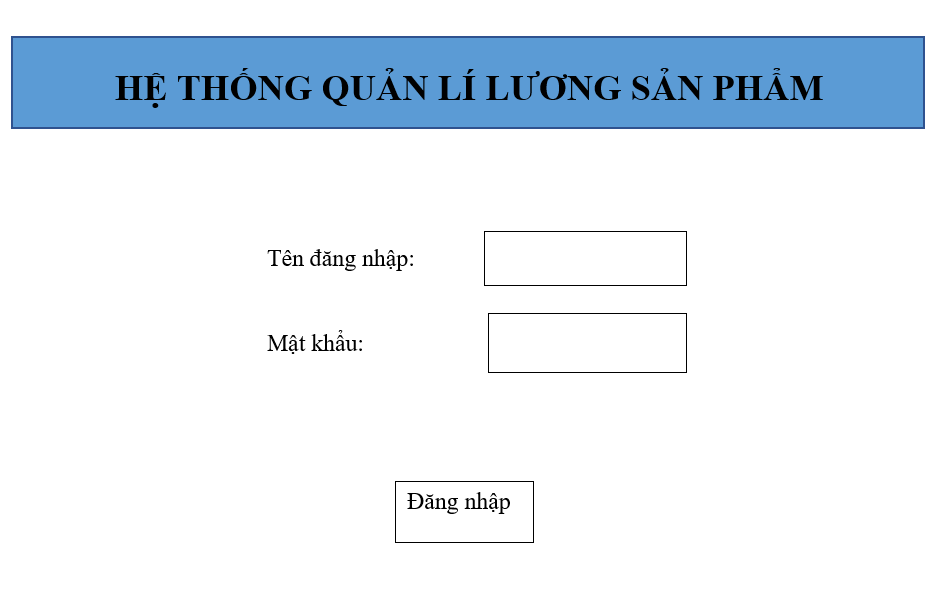 HỆ THỐNG QUẢN LÍ LƯƠNG SẢN PHẨM
Tên đăng nhập:
Mật khẩu:
Đăng nhập